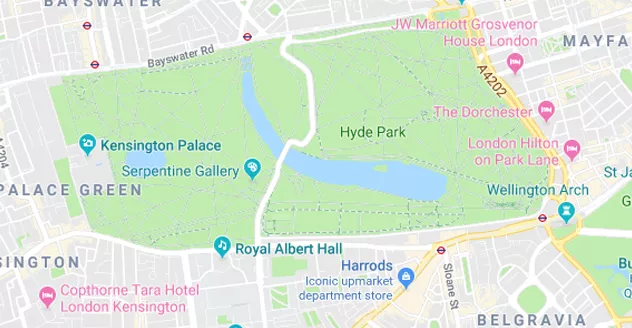 BAYSWATER
JW Marriott Grosvenor
House London
MAYFA
Bayswater Rd
A4202
The Dorchester
Hyde Park
Kensington Palace
London Hilton
on Park Lane
Serpentine Gallery
A4204
PALACE GREEN
Wellington Arch
St Ja
G
Royal Albert Hall
SINGTON
Harrods
Iconic upmarket
department store
Sloane St
Bu
Q
Copthorne Tara Hotel
London Kensington
BELGRAVIA